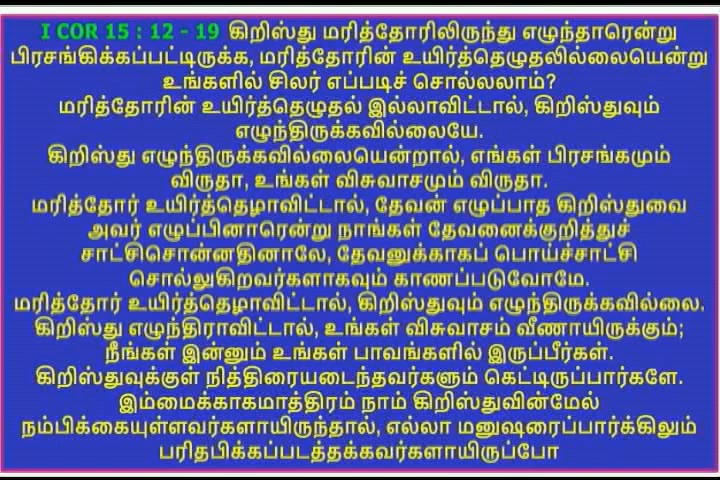 I COR 15 : 12 - 19 கிறிஸ்து மரித்தோரிலிருந்து எழுந்தாரென்று
பிரசங்கிக்கப்பட்டிருக்க, மரித்தோரின் உயிர்த்தெழுதலில்லையென்று
உங்களில் சிலர் எப்படிச் சொல்லலாம்?
மரித்தோரின் உயிர்த்தெழுதல் இல்லாவிட்டால், கிறிஸ்துவும்
எழுந்திருக்கவில்லையே.
கிறிஸ்து எழுந்திருக்கவில்லையென்றால், எங்கள் பிரசங்கமும்
விருதா, உங்கள் விசுவாசமும் விருதா.
மரித்தோர் உயிர்த்தெழாவிட்டால், தேவன் எழுப்பாத கிறிஸ்துவை
அவர் எழுப்பினாரென்று நாங்கள் தேவனைக்குறித்துச்
சாட்சிசொன்னதினாலே, தேவனுக்காகப் பொய்ச்சாட்சி
சொல்லுகிறவர்களாகவும் காணப்படுவோமே.
மரித்தோர் உயிர்த்தெழாவிட்டால், கிறிஸ்துவும் எழுந்திருக்கவில்லை.
கிறிஸ்து எழுந்திராவிட்டால், உங்கள் விசுவாசம் வீணாயிருக்கும்;
நீங்கள் இன்னும் உங்கள் பாவங்களில் இருப்பீர்கள்.
கிறிஸ்துவுக்குள் நித்திரையடைந்தவர்களும் கெட்டிருப்பார்களே.
இம்மைக்காகமாத்திரம் நாம் கிறிஸ்துவின்மேல்
நம்பிக்கையுள்ளவர்களாயிருந்தால், எல்லா மனுஷரைப்பார்க்கிலும்
பரிதபிக்கப்படத்தக்கவர்களாயிருப்போ